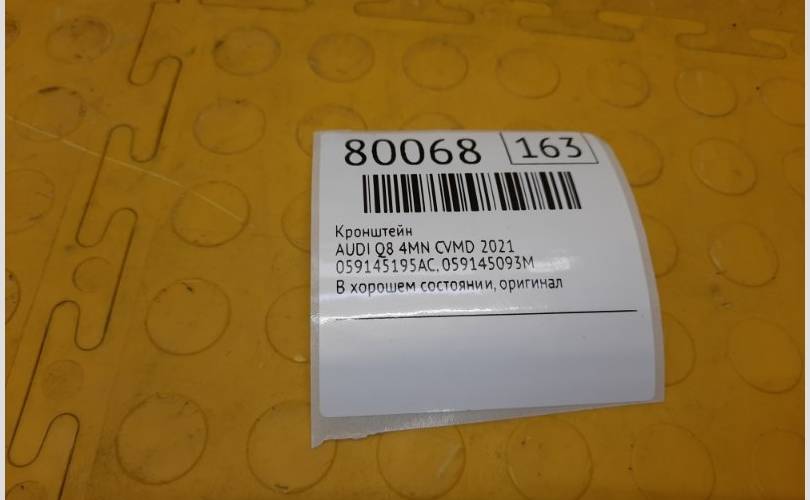 80068 163
Кронштейн
AUDI Q8 4MN CVMD 2021
059145195AC, 059145093M
В хорошем состоянии, оригинал